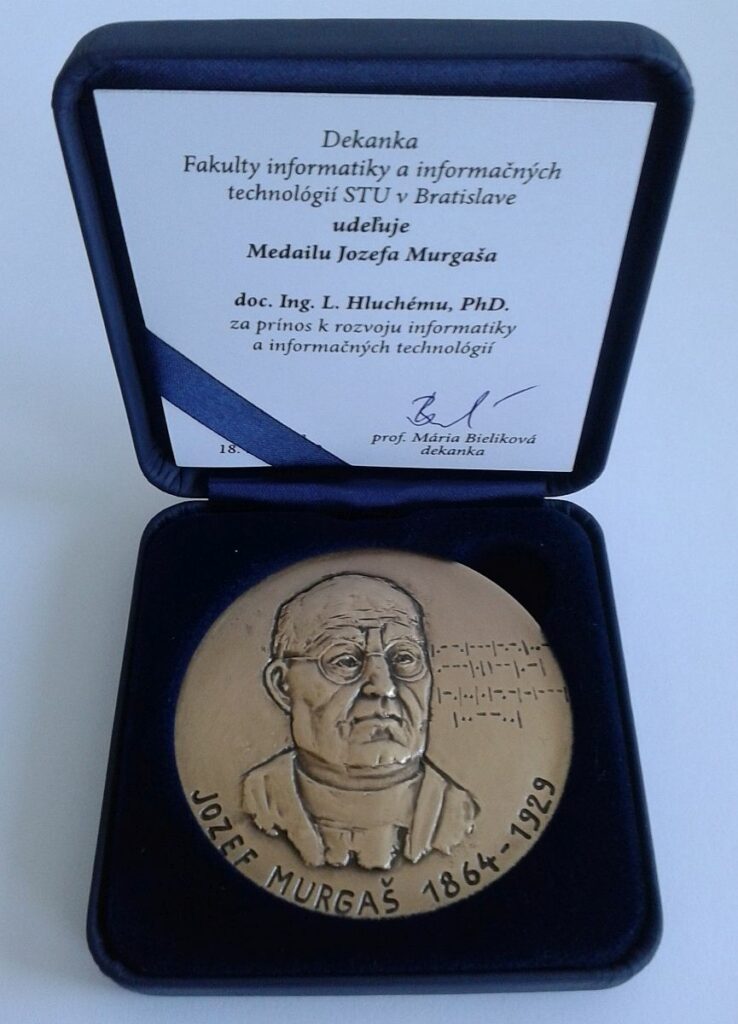 Dekanka
Fakulty informatiky a informačných
technológií STU v Bratislave
udeľuje
Medailu Jozefa Murgaša
doc. Ing. L. Hluchému, PhD.
za prínos k rozvoju informatiky
a informačných technológií
18.
prof. Mária Bieliková
dekanka
JOZEF MURGAŠ 1864-1929